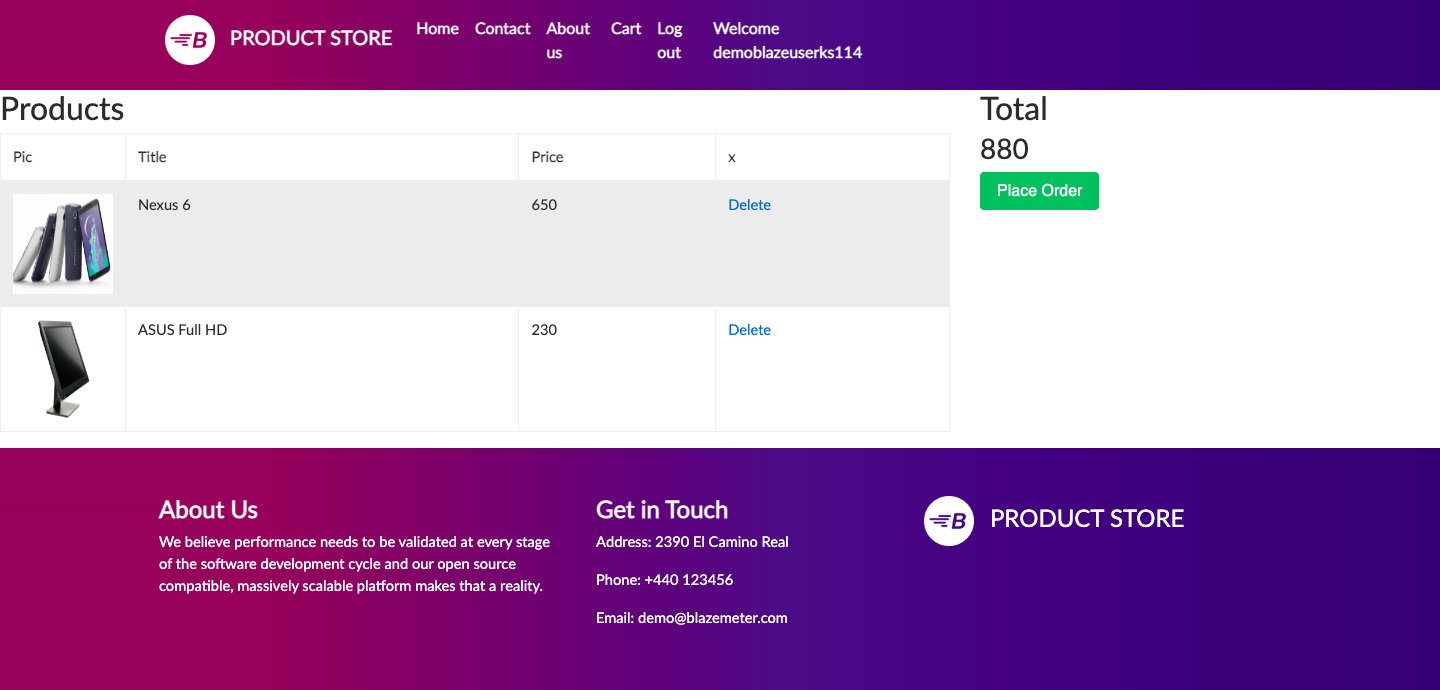 B PRODUCT STORE Home Contact About us Cart Log out Welcome demoblazeuserks114
Products
Total
880
Place Order
Pic Title Price x
Nexus 6 650 Delete
ASUS Full HD 230 Delete
About Us
We believe performance needs to be validated at every stage
of the software development cycle and our open source
compatible, massively scalable platform makes that a reality.
Get in Touch
Address: 2390 El Camino Real
Phone: +440 123456
Email: demo@blazemeter.com
B PRODUCT STORE